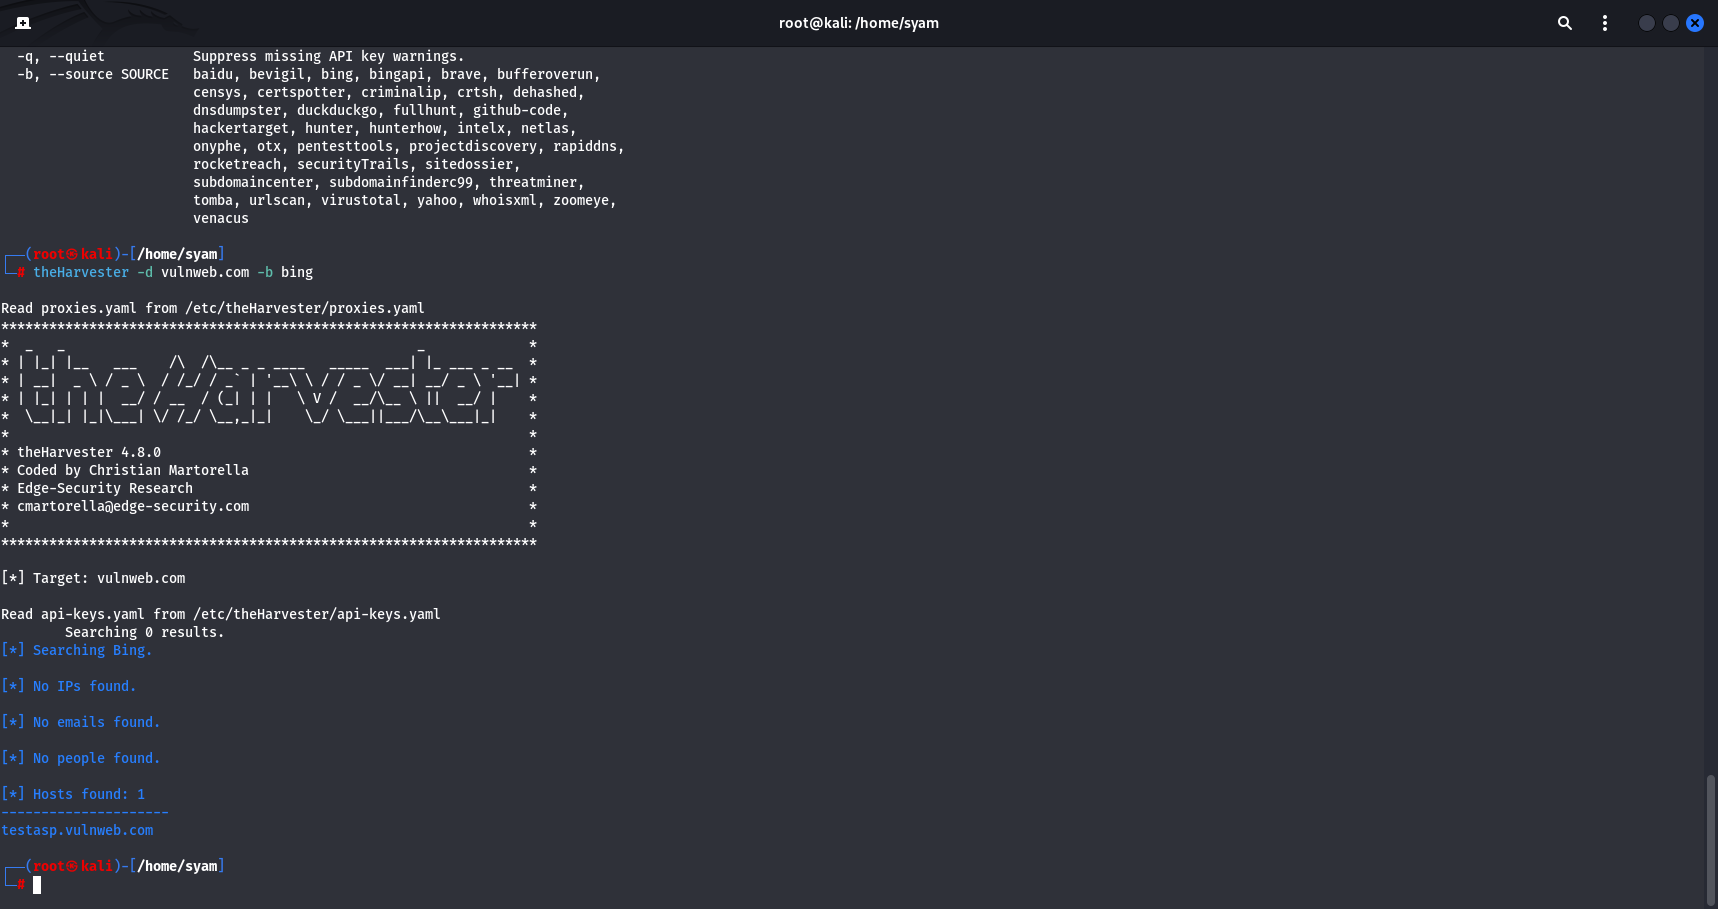 root@kali: /home/syam
  -q, --quiet           Suppress missing API key warnings.
  -b, --source SOURCE   baidu, bevigil, bing, bingapi, brave, bufferoverun,
                        censys, certspotter, criminalip, crtsh, dehashed,
                        dnsdumpster, duckduckgo, fullhunt, github-code,
                        hackertarget, hunter, hunterhow, intelx, netlas,
                        onyphe, otx, pentesttools, projectdiscovery, rapiddns,
                        rocketreach, securityTrails, sitedossier,
                        subdomaincenter, subdomainfinderc99, threatminer,
                        tomba, urlscan, virustotal, yahoo, whoisxml, zoomeye,
                        venacus
┌──(root㉿kali)-[/home/syam]
└─# theHarvester -d vulnweb.com -b bing
Read proxies.yaml from /etc/theHarvester/proxies.yaml
*******************************************************************
*  _   _                                            _             *
* | |_| |__   ___    /\  /\__ _ _ ____   _____  ___| |_ ___ _ __  *
* | __|  _ \ / _ \  / /_/ / _` | '__\ \ / / _ \/ __| __/ _ \ '__| *
* | |_| | | |  __/ / __  / (_| | |   \ V /  __/\__ \ ||  __/ |    *
*  \__|_| |_|\___| \/ /_/ \__,_|_|    \_/ \___||___/\__\___|_|    *
*                                                                 *
* theHarvester 4.8.0                                              *
* Coded by Christian Martorella                                   *
* Edge-Security Research                                          *
* cmartorella@edge-security.com                                   *
*                                                                 *
*******************************************************************
[*] Target: vulnweb.com
Read api-keys.yaml from /etc/theHarvester/api-keys.yaml
        Searching 0 results.
[*] Searching Bing.
[*] No IPs found.
[*] No emails found.
[*] No people found.
[*] Hosts found: 1
---------------------
testasp.vulnweb.com
┌──(root㉿kali)-[/home/syam]
└─#